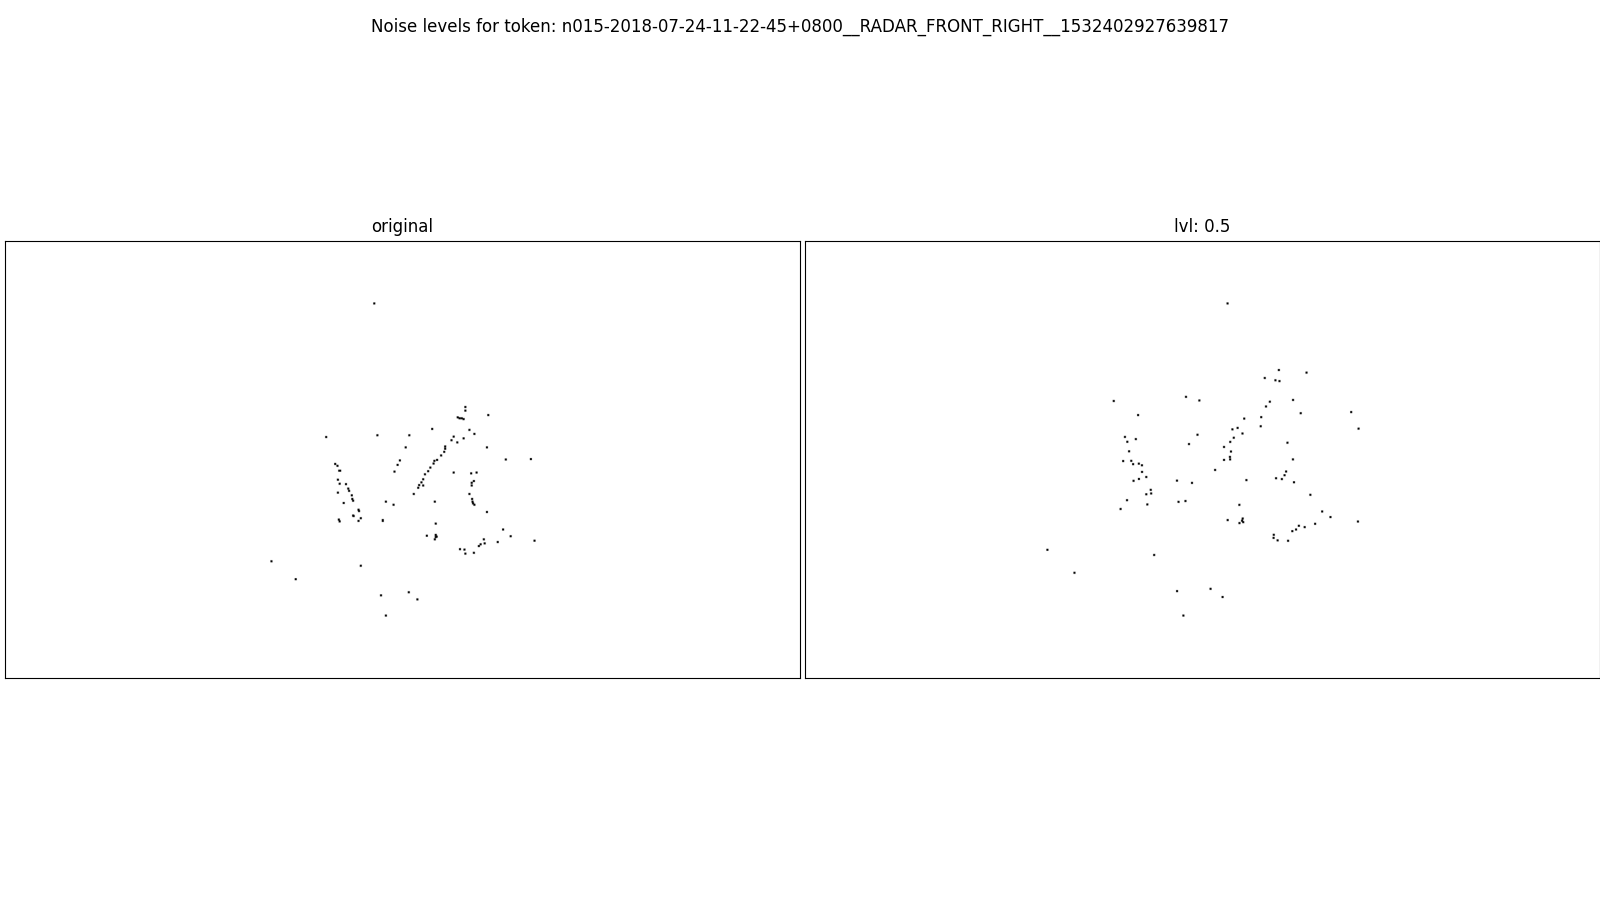 Noise levels for token: n015-2018-07-24-11-22-45+0800__RADAR_FRONT_RIGHT__1532402927639817
original
lvl: 0.5